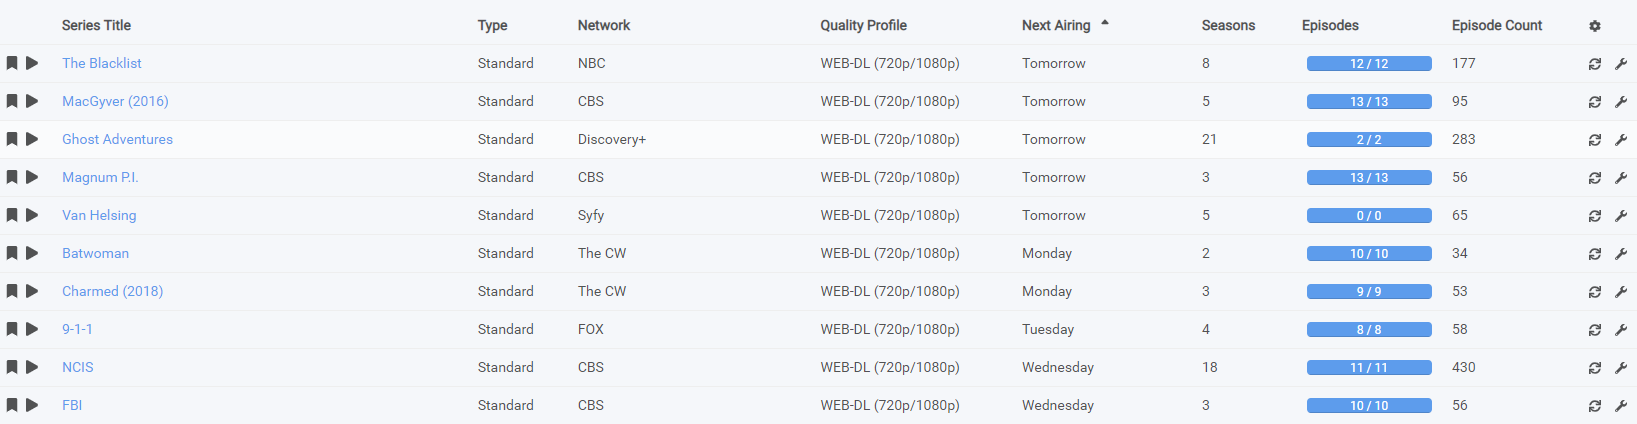 Series Title Type Network Quality Profile Next Airing Seasons Episodes Episode Count
The Blacklist Standard NBC WEB-DL (720p/1080p) Tomorrow 8 12 / 12 177
MacGyver (2016) Standard CBS WEB-DL (720p/1080p) Tomorrow 5 13 / 13 95
Ghost Adventures Standard Discovery+ WEB-DL (720p/1080p) Tomorrow 21 2 / 2 283
Magnum P.I. Standard CBS WEB-DL (720p/1080p) Tomorrow 3 13 / 13 56
Van Helsing Standard Syfy WEB-DL (720p/1080p) Tomorrow 5 0 / 0 65
Batwoman Standard The CW WEB-DL (720p/1080p) Monday 2 10 / 10 34
Charmed (2018) Standard The CW WEB-DL (720p/1080p) Monday 3 9 / 9 53
9-1-1 Standard FOX WEB-DL (720p/1080p) Tuesday 4 8 / 8 58
NCIS Standard CBS WEB-DL (720p/1080p) Wednesday 18 11 / 11 430
FBI Standard CBS WEB-DL (720p/1080p) Wednesday 3 10 / 10 56